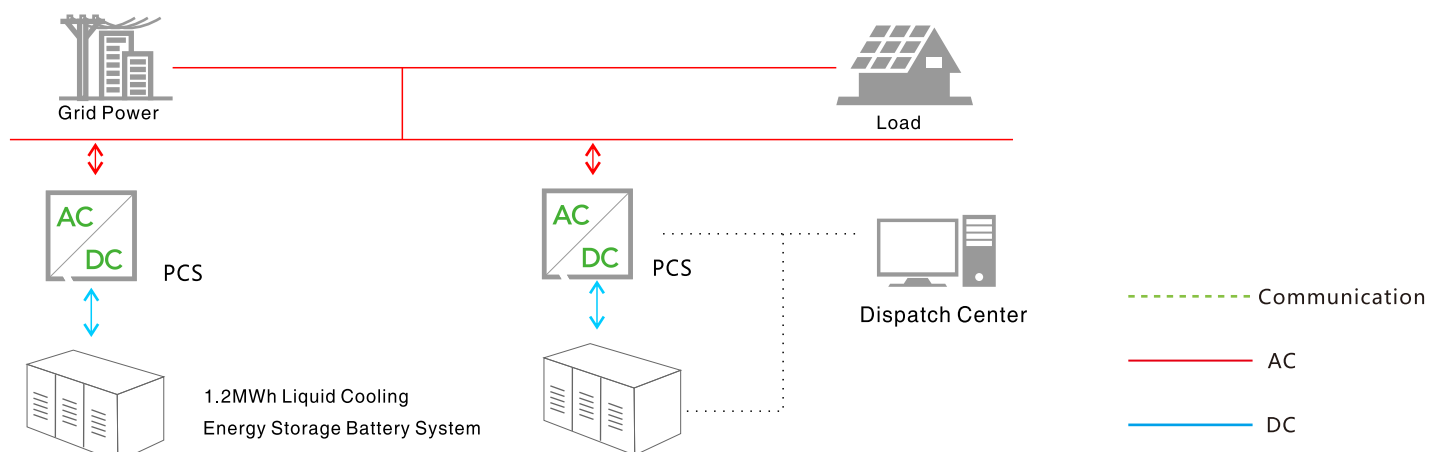 Grid Power
Load
AC
DC
PCS
AC
DC
PCS
Dispatch Center
1.2MWh Liquid Cooling
Energy Storage Battery System
Communication
AC
DC